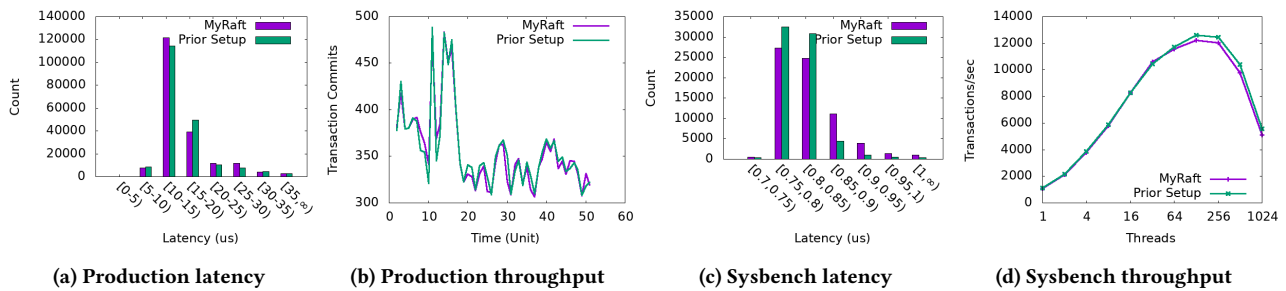 140000
120000
100000
80000
60000
40000
20000
0
Count
MyRaft
Prior Setup
[0-5)
[5-10)
[10-15)
[15-20)
[20-25)
[25-30)
[30-35)
[35,∞)
Latency (us)
(a) Production latency
500
450
400
350
300
Transaction Commits
MyRaft
Prior Setup
0 10 20 30 40 50 60
Time (Unit)
(b) Production throughput
35000
30000
25000
20000
15000
10000
5000
0
Count
MyRaft
Prior Setup
[0.7,0.75)
[0.75,0.8)
[0.8,0.85)
[0.85,0.9)
[0.9,0.95)
[0.95,1)
[1,∞)
Latency (us)
(c) Sysbench latency
14000
12000
10000
8000
6000
4000
2000
0
Transactions/sec
MyRaft
Prior Setup
1 4 16 64 256 1024
Threads
(d) Sysbench throughput